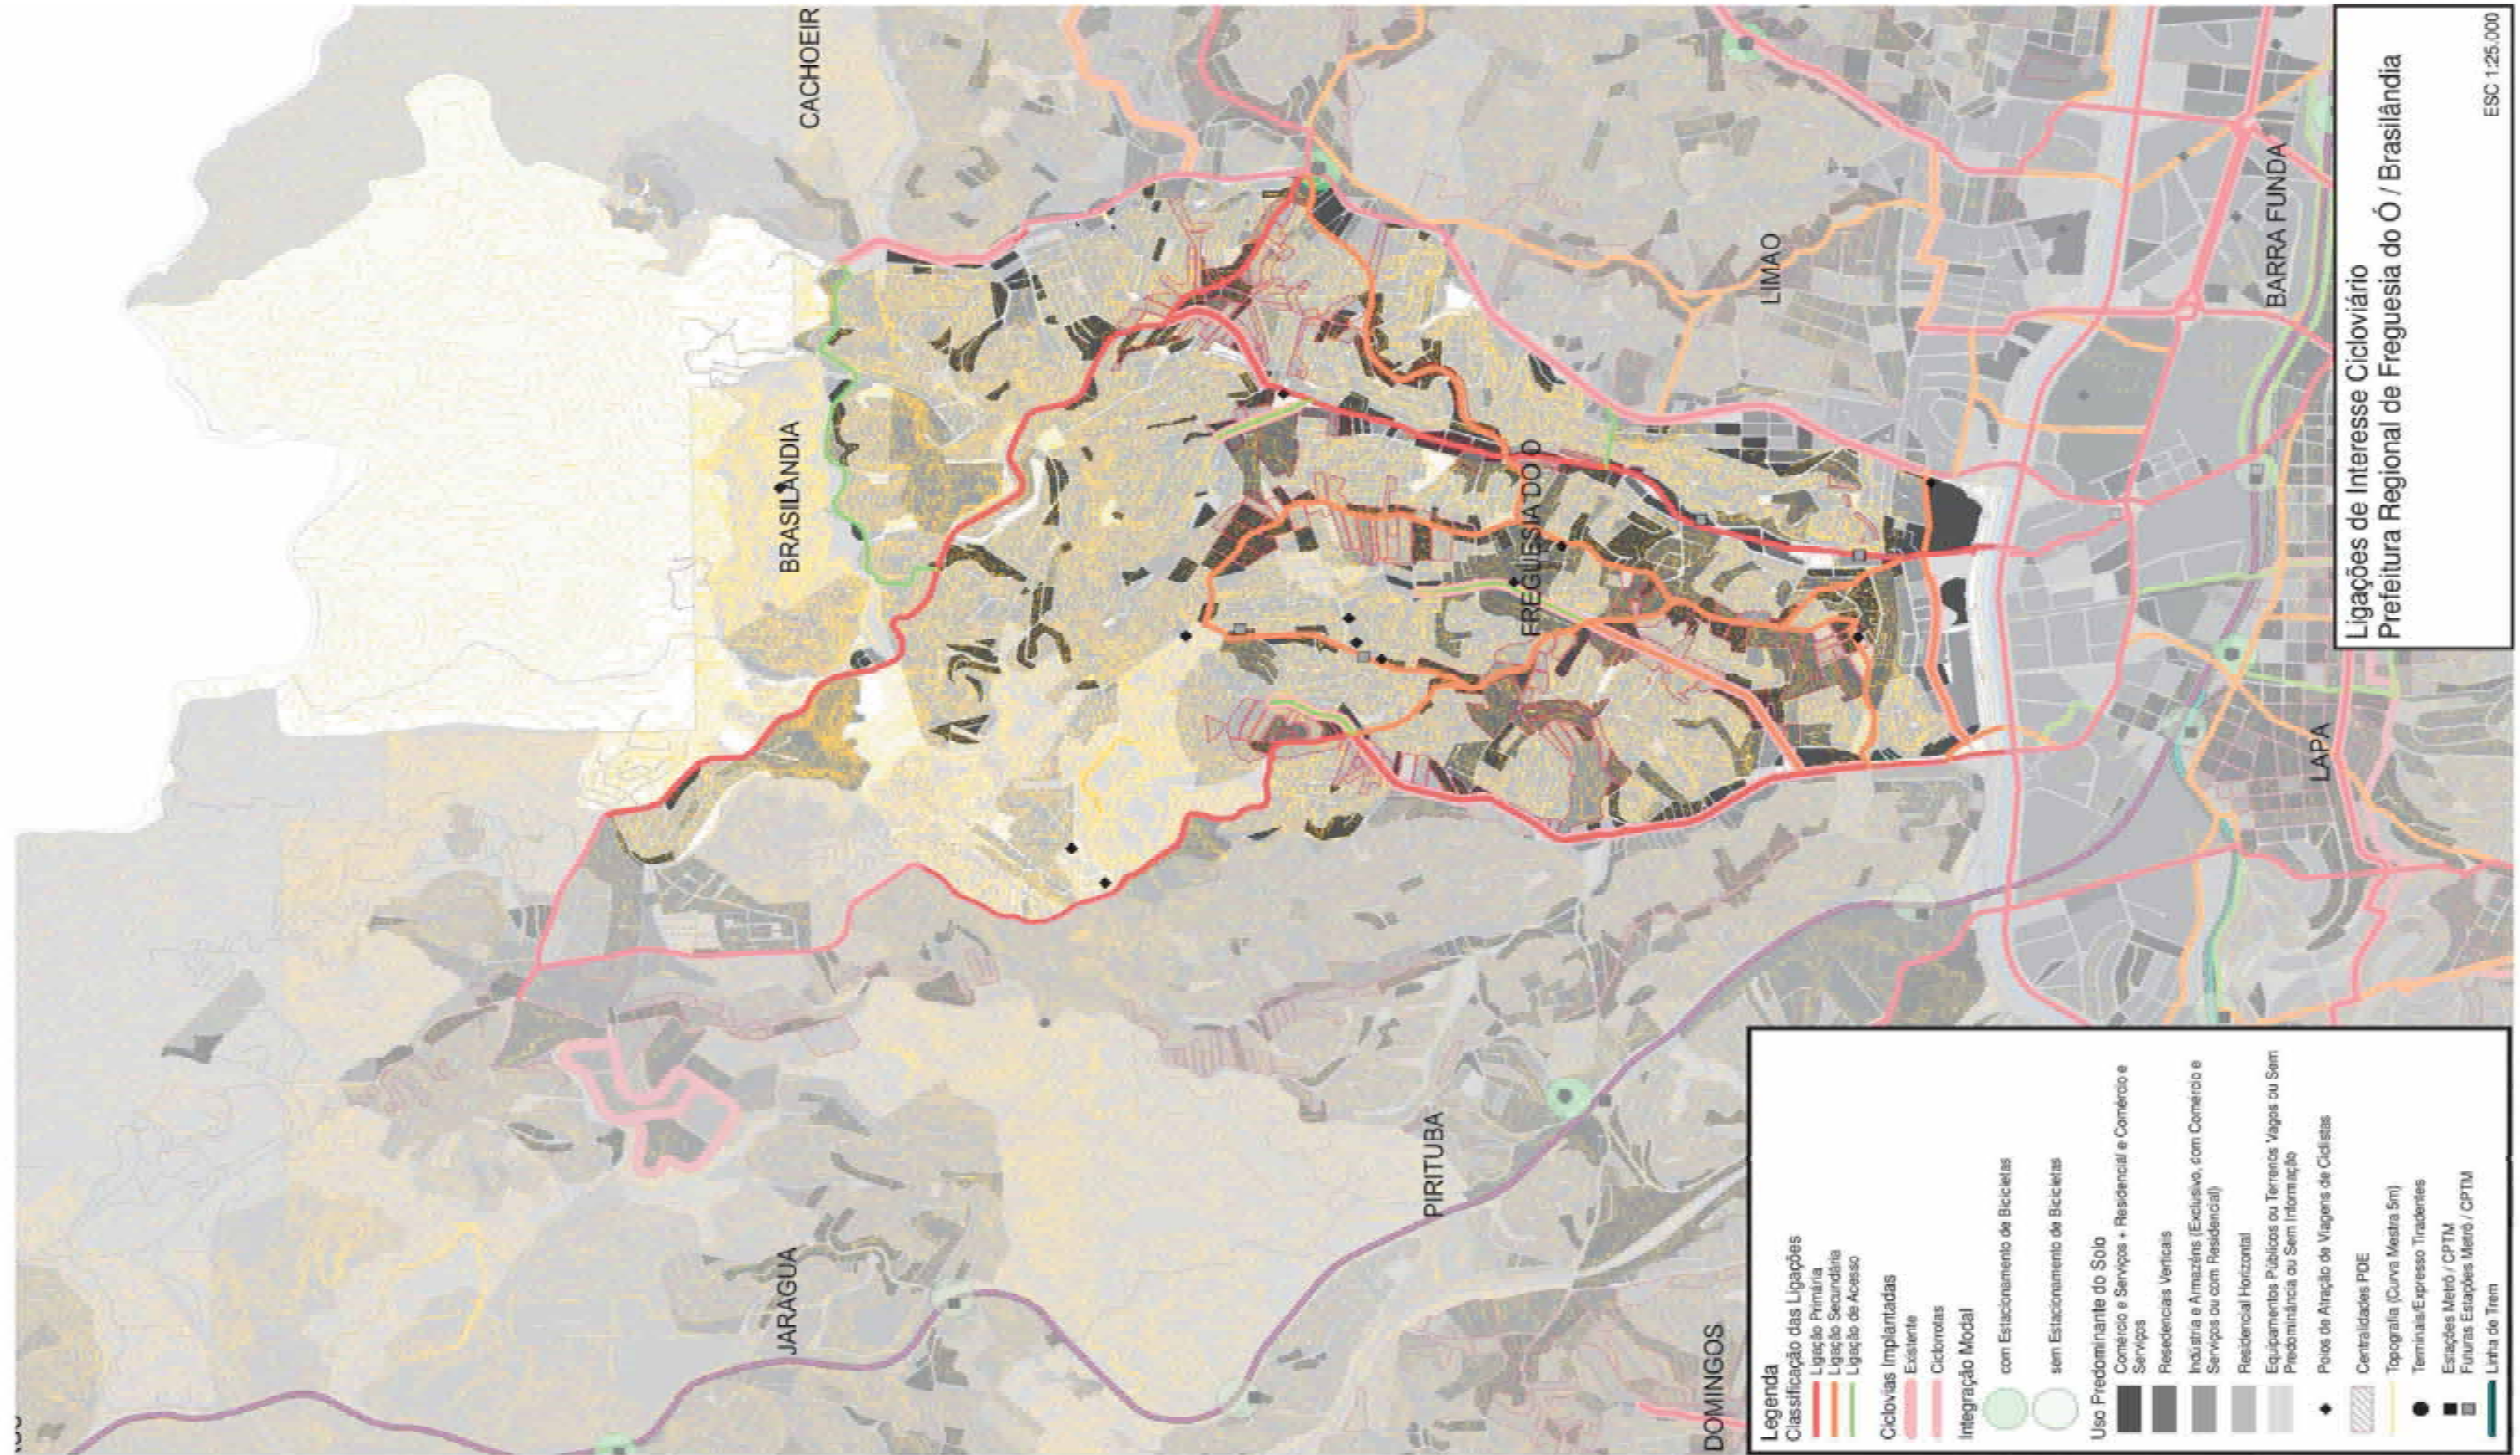 CACHOEIR
BRASILANDIA
LIMAO
BARRA FUNDA
FREGUESIA DO O
LAPA
PIRITUBA
JARAGUA
DOMINGOS
Ligações de Interesse Cicloviário
Prefeitura Regional de Freguesia do Ó / Brasilândia
ESC 1:25.000
Legenda
Classificação das Ligações
Ligação Primária
Ligação Secundária
Ligação de Acesso
Ciclovias Implantadas
Existente
Ciclorrotas
Integração Modal
com Estacionamento de Bicicletas
sem Estacionamento de Bicicletas
Uso Predominante do Solo
Comércio e Serviços + Residencial e Comércio e
Serviços
Resedenciais Verticais
Indústria e Armazéns (Exclusivo, com Comércio e
Serviços ou com Residencial)
Residencial Horizontal
Equipamentos Públicos ou Terrenos Vagos ou Sem
Predominância ou Sem Informação
Polos de Atração de Viagens de Ciclistas
Centralidades PDE
Topografia (Curva Mestra 5m)
Terminais/Expresso Tiradentes
Estações Metrô / CPTM
Futuras Estações Metrô / CPTM
Linha de Trem